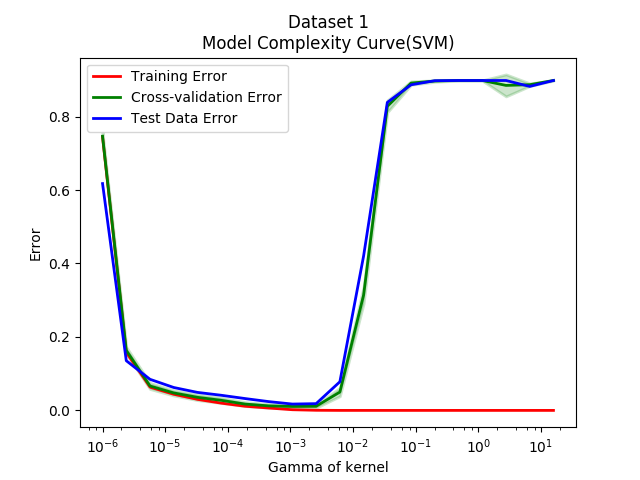 Dataset 1
Model Complexity Curve(SVM)
Training Error
Cross-validation Error
Test Data Error
Error
0.8
0.6
0.4
0.2
0.0
10⁻⁶ 10⁻⁵ 10⁻⁴ 10⁻³ 10⁻² 10⁻¹ 10⁰ 10¹
Gamma of kernel